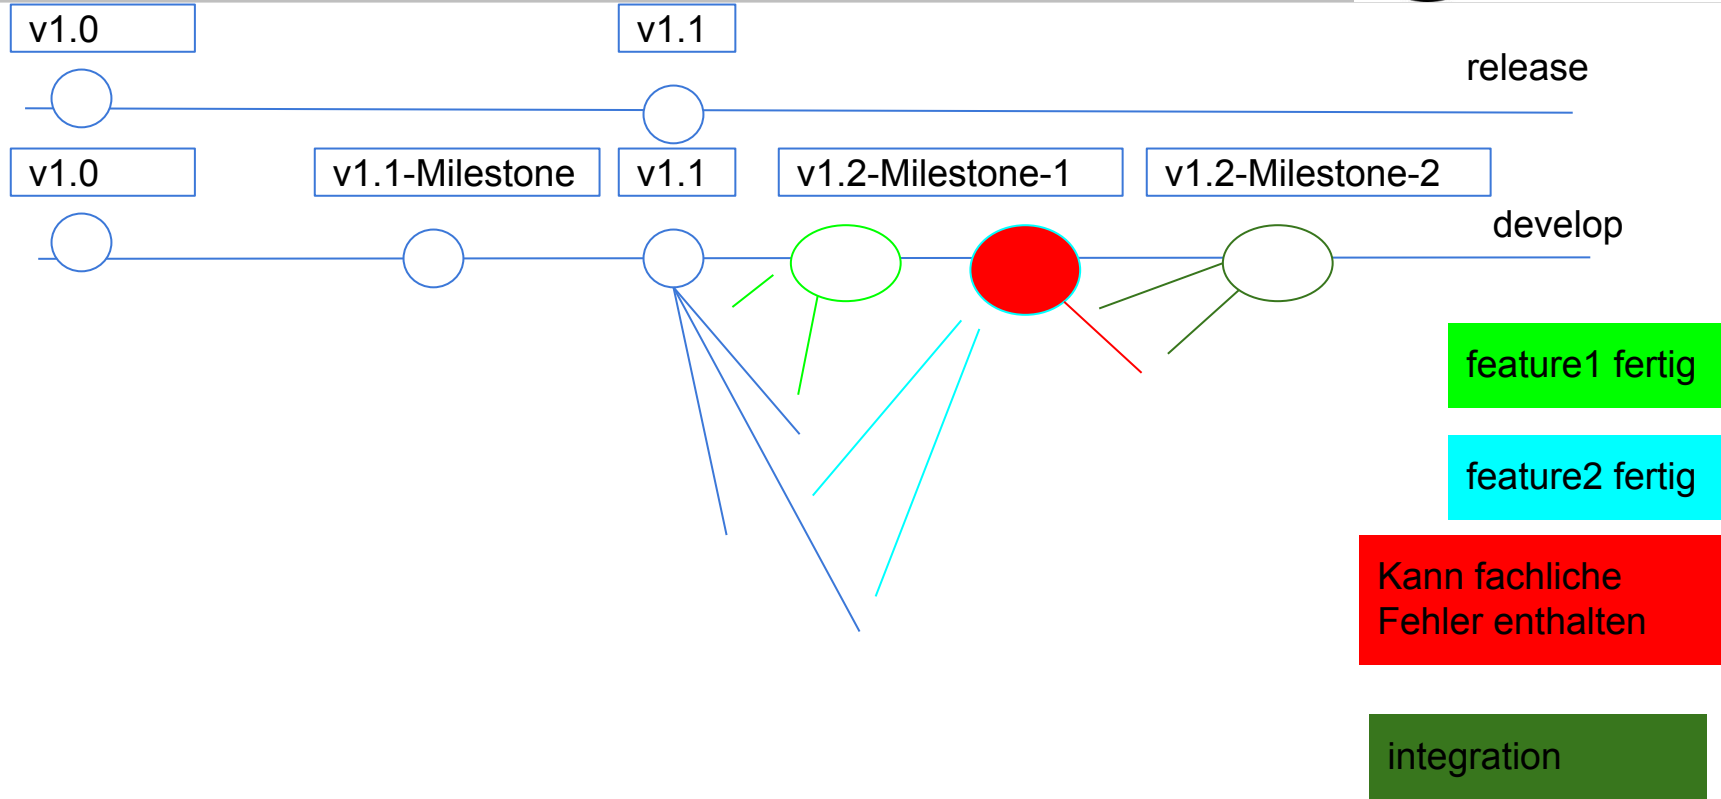 v1.0
v1.1
release
v1.0
v1.1-Milestone
v1.1
v1.2-Milestone-1
v1.2-Milestone-2
develop
feature1 fertig
feature2 fertig
Kann fachliche
Fehler enthalten
integration